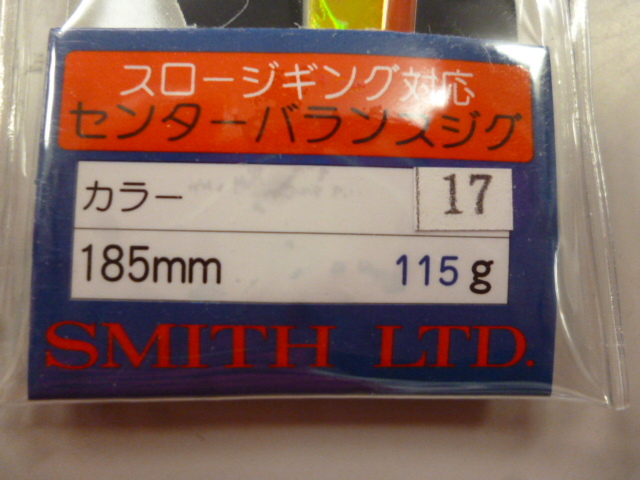 スロージギング対応
センターバランスジグ
カラー 17
185mm 115g
SMITH LTD.